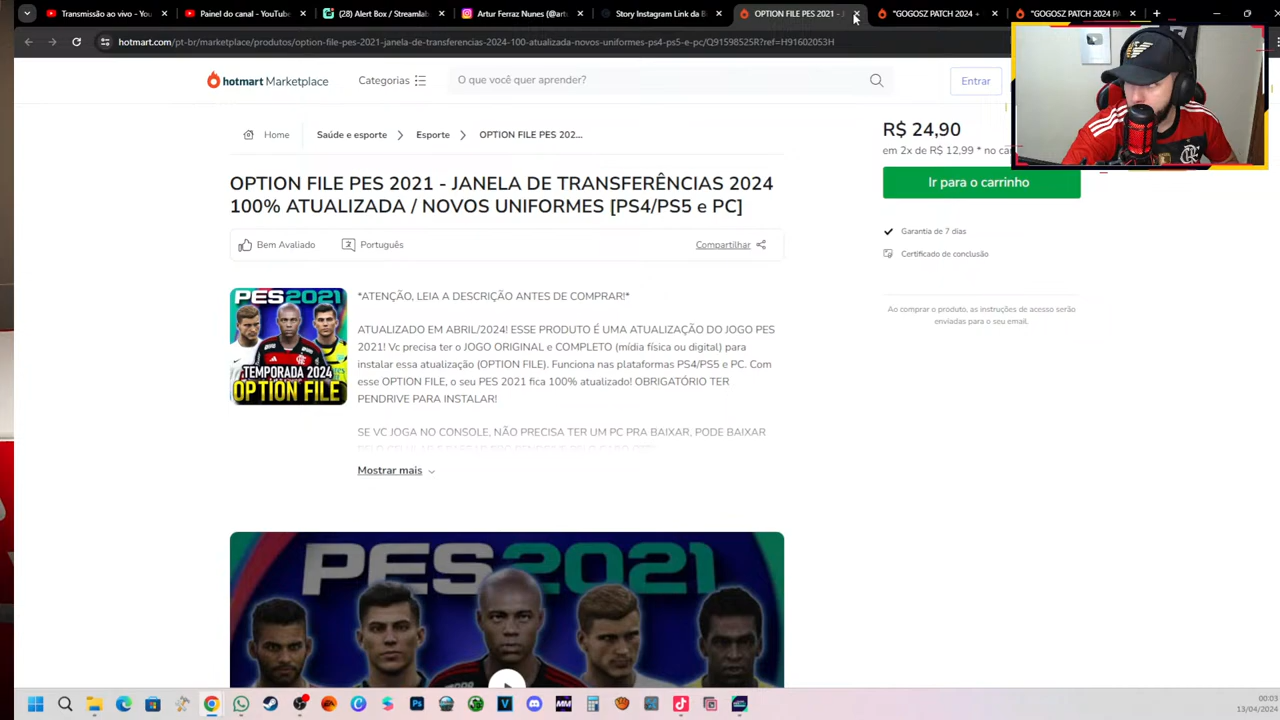 Transmissão ao vivo - You
Painel do canal - YouTube
(28) Alert Box / Streamlab
Artur Ferraz Nunes (@artu
Story Instagram Link da B
OPTION FILE PES 2021 - J
*GOGOSZ PATCH 2024 +
*GOGOSZ PATCH 2024 PA
hotmart.com/pt-br/marketplace/produtos/option-file-pes-2021-janela-de-transferencias-2024-100-atualizada-novos-uniformes-ps4-ps5-e-pc/Q91598525R?ref=H91602053H
hotmart Marketplace
Categorias
O que você quer aprender?
Entrar
Home
Saúde e esporte
Esporte
OPTION FILE PES 202...
R$ 24,90
em 2x de R$ 12,99 * no
Ir para o carrinho
OPTION FILE PES 2021 - JANELA DE TRANSFERÊNCIAS 2024
100% ATUALIZADA / NOVOS UNIFORMES [PS4/PS5 e PC]
Bem Avaliado
Português
Compartilhar
Garantia de 7 dias
Certificado de conclusão
Ao comprar o produto, as instruções de acesso serão
enviadas para o seu email.
PES2021
TEMPORADA 2024
OPTION FILE
*ATENÇÃO, LEIA A DESCRIÇÃO ANTES DE COMPRAR!*
ATUALIZADO EM ABRIL/2024! ESSE PRODUTO É UMA ATUALIZAÇÃO DO JOGO PES
2021! Vc precisa ter o JOGO ORIGINAL e COMPLETO (mídia física ou digital) para
instalar essa atualização (OPTION FILE). Funciona nas plataformas PS4/PS5 e PC. Com
esse OPTION FILE, o seu PES 2021 fica 100% atualizado! OBRIGATÓRIO TER
PENDRIVE PARA INSTALAR!
SE VC JOGA NO CONSOLE, NÃO PRECISA TER UM PC PRA BAIXAR, PODE BAIXAR
Mostrar mais
PES2021
00:03
13/04/2024